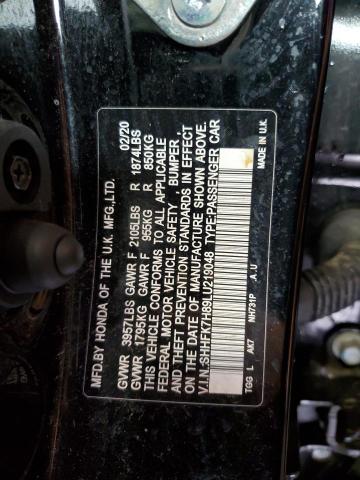 MFD.BY HONDA OF THE U.K. MFG.,LTD. 02/20
GVWR 3957LBS GAWR F 2105LBS R 1874LBS
GVWR 1795KG GAWR F 955KG R 850KG
THIS VEHICLE CONFORMS TO ALL APPLICABLE
FEDERAL MOTOR VEHICLE SAFETY, BUMPER,
AND THEFT PREVENTION STANDARDS IN EFFECT
ON THE DATE OF MANUFACTURE SHOWN ABOVE.
V.I.N.:SHHFK7H89LU219048 TYPE:PASSENGER CAR
TGG L AK7 NH731P A. U MADE IN U.K.